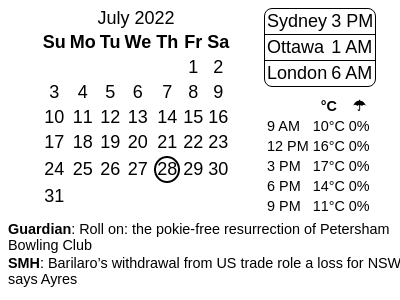 July 2022
Su Mo Tu We Th Fr Sa
1 2
3 4 5 6 7 8 9
10 11 12 13 14 15 16
17 18 19 20 21 22 23
24 25 26 27 28 29 30
31
Sydney 3 PM
Ottawa 1 AM
London 6 AM
°C ☂
9 AM 10°C 0%
12 PM 16°C 0%
3 PM 17°C 0%
6 PM 14°C 0%
9 PM 11°C 0%
Guardian: Roll on: the pokie-free resurrection of Petersham
Bowling Club
SMH: Barilaro’s withdrawal from US trade role a loss for NSW
says Ayres